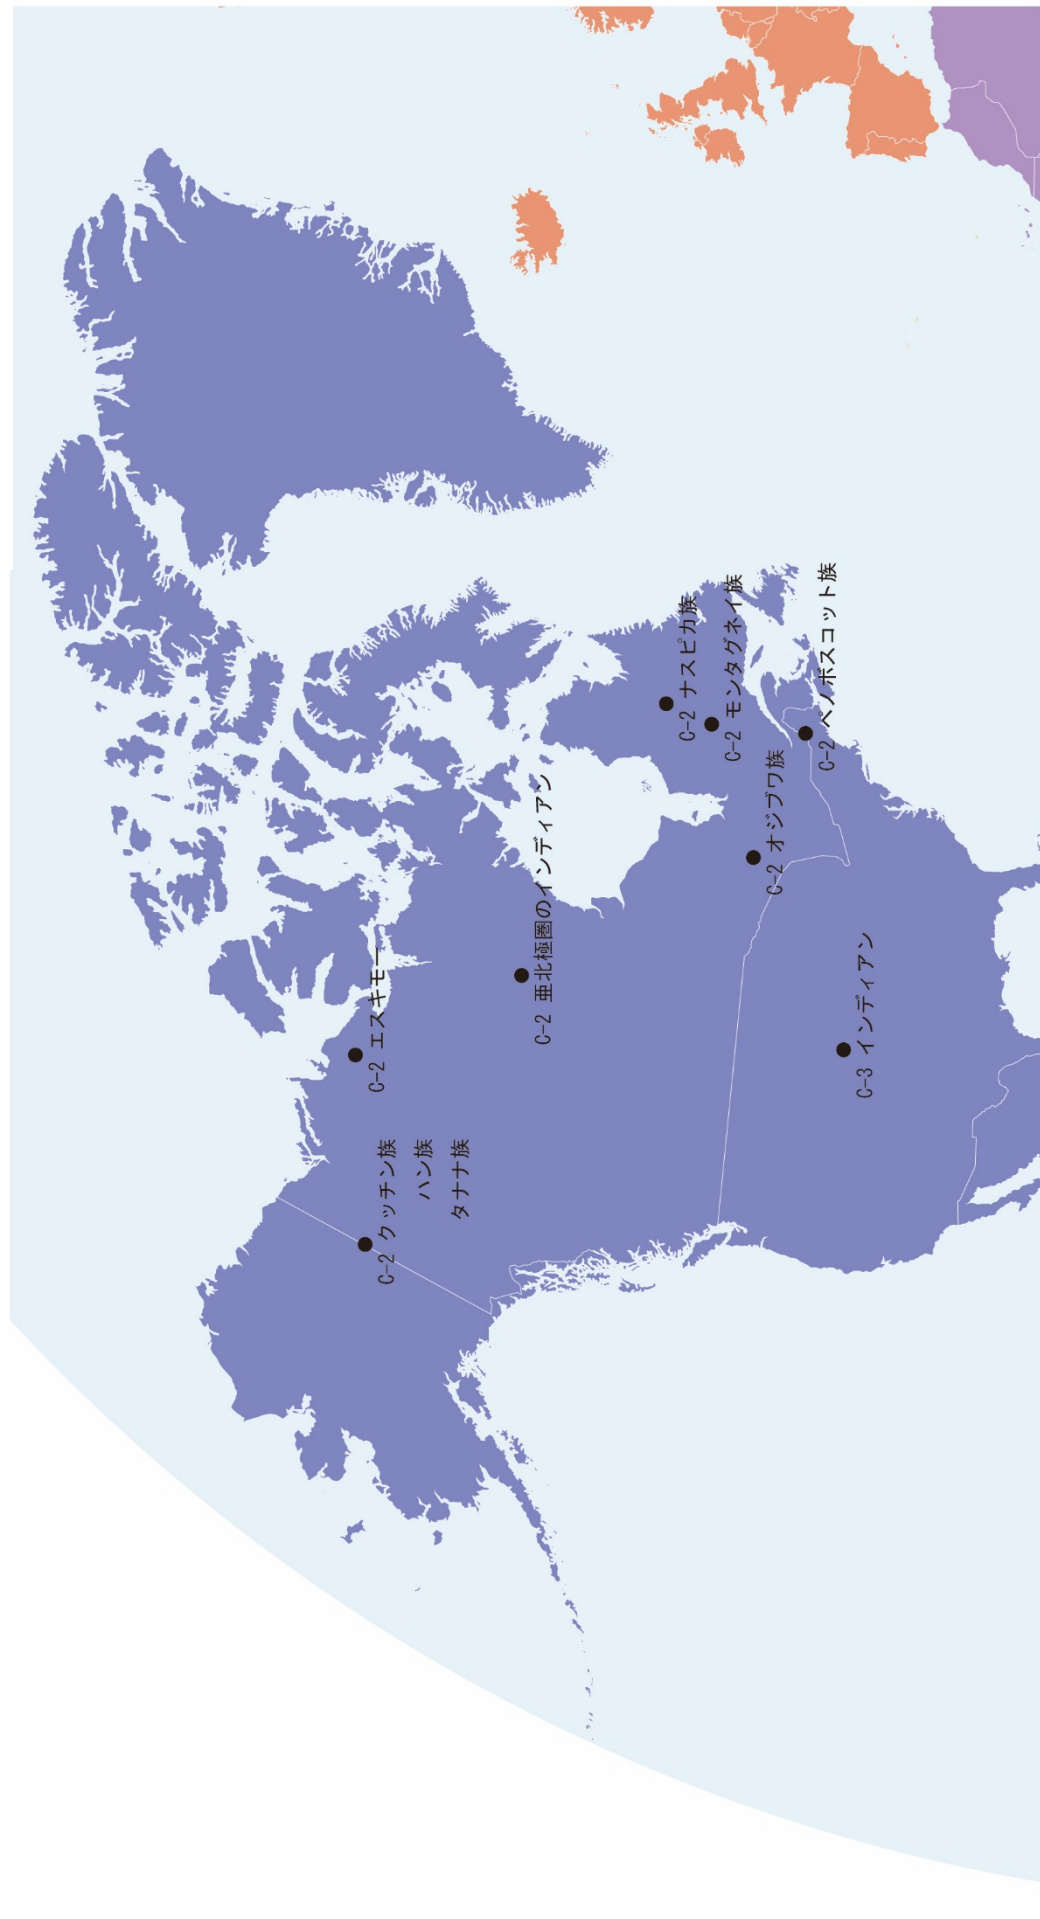 C-2 エスキモー
C-2 クッチン族
ハン族
タナナ族
C-2 亜北極圏のインディアン
C-2 ナスピカ族
C-2 モンタグネイ族
C-2 オジブワ族
C-2 ペノボスコット族
C-3 インディアン